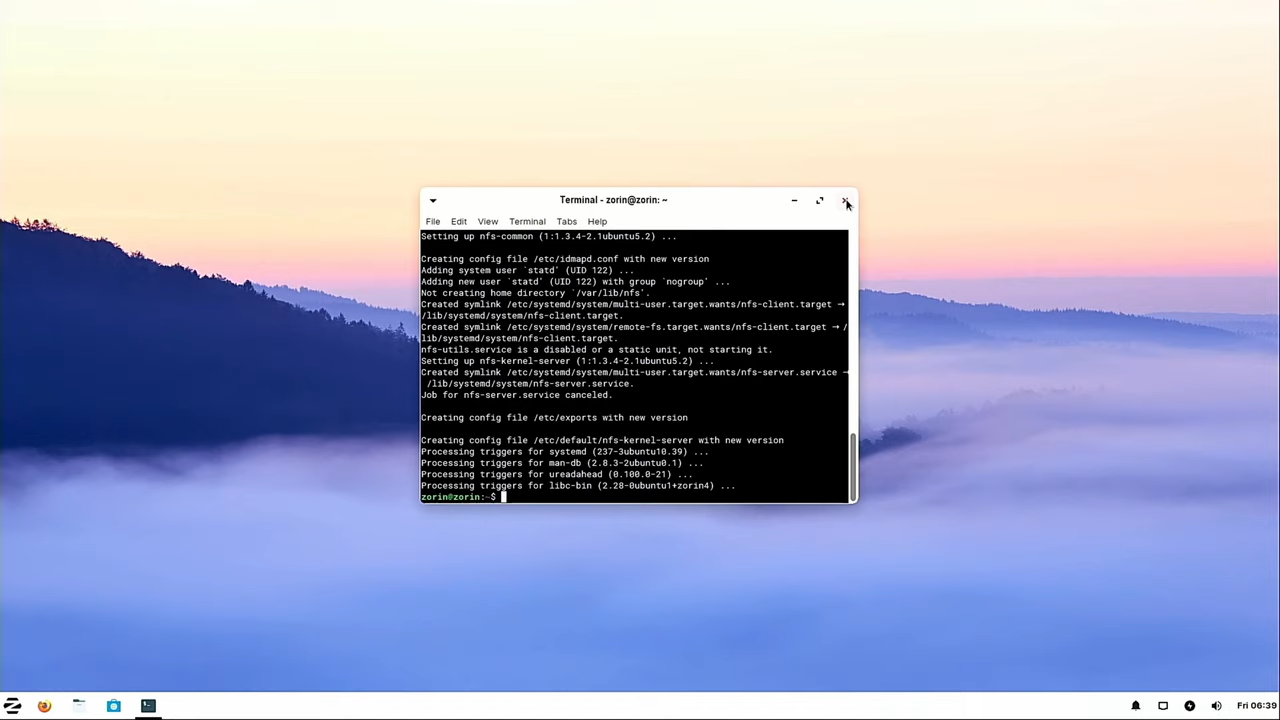 Terminal - zorin@zorin: ~
File Edit View Terminal Tabs Help
Setting up nfs-common (1:1.3.4-2.1ubuntu5.2) ...
Creating config file /etc/idmapd.conf with new version
Adding system user `statd' (UID 122) ...
Adding new user `statd' (UID 122) with group `nogroup' ...
Not creating home directory `/var/lib/nfs'.
Created symlink /etc/systemd/system/multi-user.target.wants/nfs-client.target →
/lib/systemd/system/nfs-client.target.
Created symlink /etc/systemd/system/remote-fs.target.wants/nfs-client.target → /
lib/systemd/system/nfs-client.target.
nfs-utils.service is a disabled or a static unit, not starting it.
Setting up nfs-kernel-server (1:1.3.4-2.1ubuntu5.2) ...
Created symlink /etc/systemd/system/multi-user.target.wants/nfs-server.service →
/lib/systemd/system/nfs-server.service.
Job for nfs-server.service canceled.
Creating config file /etc/exports with new version
Creating config file /etc/default/nfs-kernel-server with new version
Processing triggers for systemd (237-3ubuntu10.39) ...
Processing triggers for man-db (2.8.3-2ubuntu0.1) ...
Processing triggers for ureadahead (0.100.0-21) ...
Processing triggers for libc-bin (2.28-0ubuntu1+zorin4) ...
zorin@zorin:~$
Fri 06:39